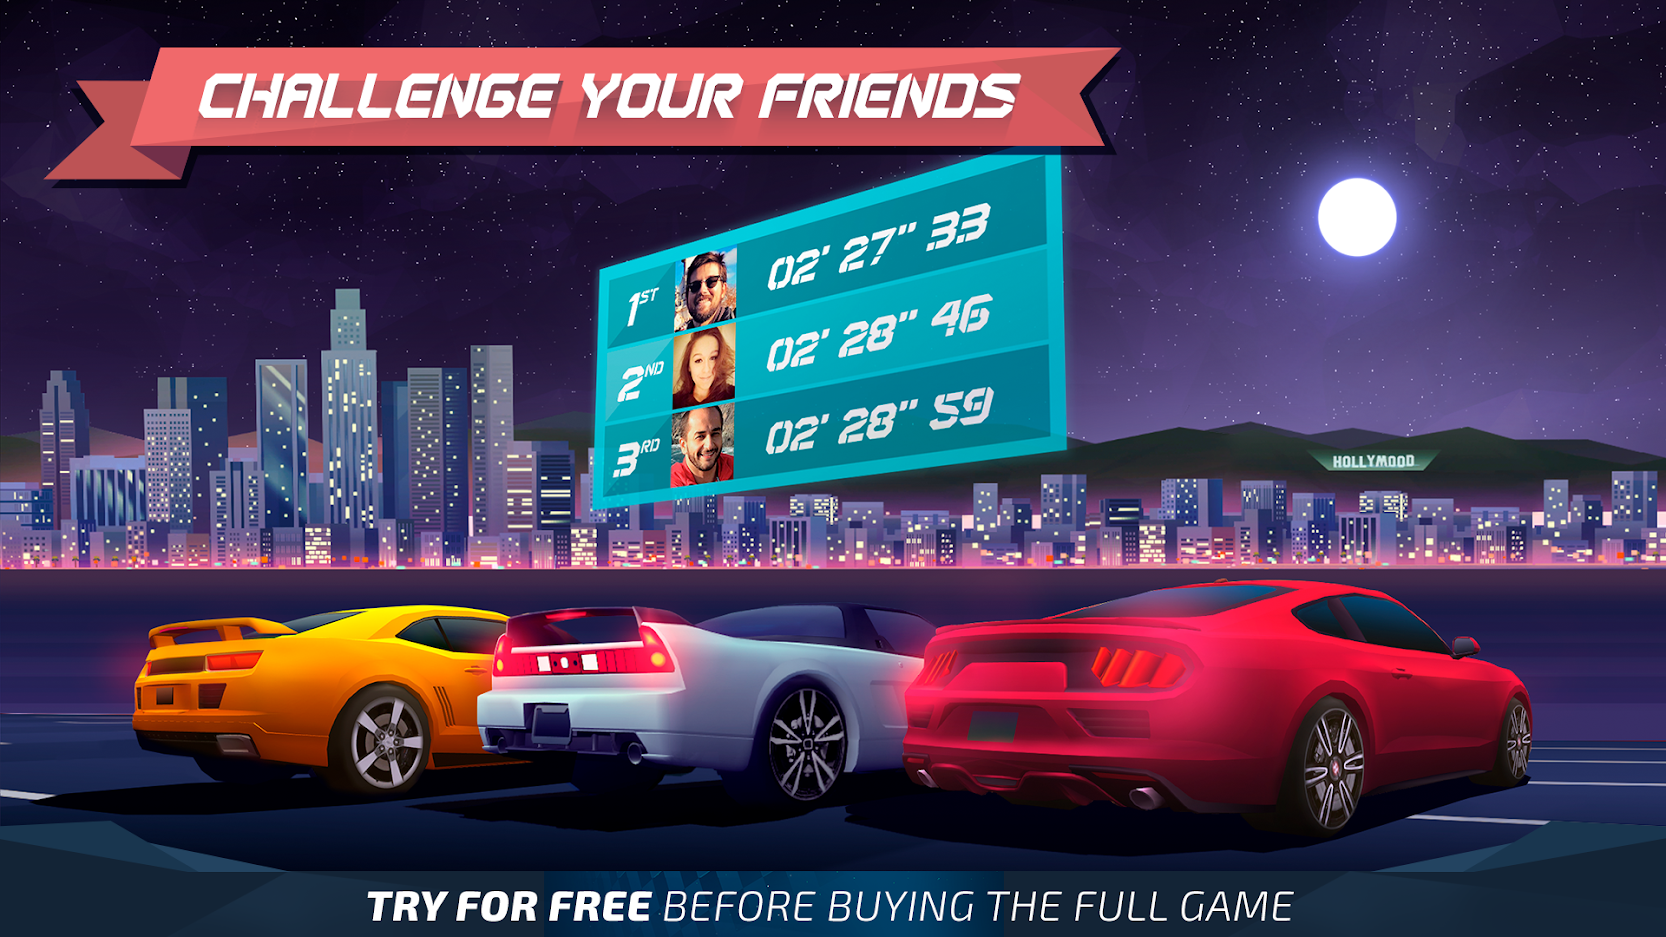 CHALLENGE YOUR FRIENDS
1ST 02' 27" 33
2ND 02' 28" 46
3RD 02' 28" 59
HOLLYWOOD
TRY FOR FREE BEFORE BUYING THE FULL GAME